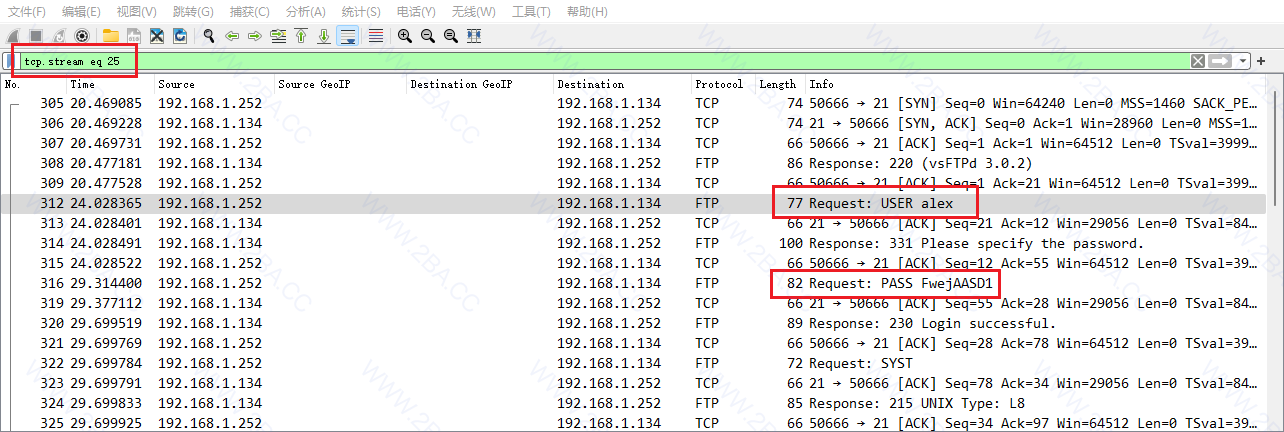 文件(F) 编辑(E) 视图(V) 跳转(G) 捕获(C) 分析(A) 统计(S) 电话(Y) 无线(W) 工具(T) 帮助(H)
tcp.stream eq 25
No. Time Source Source GeoIP Destination GeoIP Destination Protocol Length Info
305 20.469085 192.168.1.252 192.168.1.134 TCP 74 50666 → 21 [SYN] Seq=0 Win=64240 Len=0 MSS=1460 SACK_PE…
306 20.469228 192.168.1.134 192.168.1.252 TCP 74 21 → 50666 [SYN, ACK] Seq=0 Ack=1 Win=28960 Len=0 MSS=1…
307 20.469731 192.168.1.252 192.168.1.134 TCP 66 50666 → 21 [ACK] Seq=1 Ack=1 Win=64512 Len=0 TSval=3999…
308 20.477181 192.168.1.134 192.168.1.252 FTP 86 Response: 220 (vsFTPd 3.0.2)
309 20.477528 192.168.1.252 192.168.1.134 TCP 66 50666 → 21 [ACK] Seq=1 Ack=21 Win=64512 Len=0 TSval=399…
312 24.028365 192.168.1.252 192.168.1.134 FTP 77 Request: USER alex
313 24.028401 192.168.1.134 192.168.1.252 TCP 66 21 → 50666 [ACK] Seq=21 Ack=12 Win=29056 Len=0 TSval=84…
314 24.028491 192.168.1.134 192.168.1.252 FTP 100 Response: 331 Please specify the password.
315 24.028522 192.168.1.252 192.168.1.134 TCP 66 50666 → 21 [ACK] Seq=12 Ack=55 Win=64512 Len=0 TSval=39…
316 29.314400 192.168.1.252 192.168.1.134 FTP 82 Request: PASS FwejAASD1
319 29.377112 192.168.1.134 192.168.1.252 TCP 66 21 → 50666 [ACK] Seq=55 Ack=28 Win=29056 Len=0 TSval=84…
320 29.699519 192.168.1.134 192.168.1.252 FTP 89 Response: 230 Login successful.
321 29.699769 192.168.1.252 192.168.1.134 TCP 66 50666 → 21 [ACK] Seq=28 Ack=78 Win=64512 Len=0 TSval=39…
322 29.699784 192.168.1.252 192.168.1.134 FTP 72 Request: SYST
323 29.699791 192.168.1.134 192.168.1.252 TCP 66 21 → 50666 [ACK] Seq=78 Ack=34 Win=29056 Len=0 TSval=84…
324 29.699833 192.168.1.134 192.168.1.252 FTP 85 Response: 215 UNIX Type: L8
325 29.699925 192.168.1.252 192.168.1.134 TCP 66 50666 → 21 [ACK] Seq=34 Ack=97 Win=64512 Len=0 TSval=39…
WWW.2BA.CC